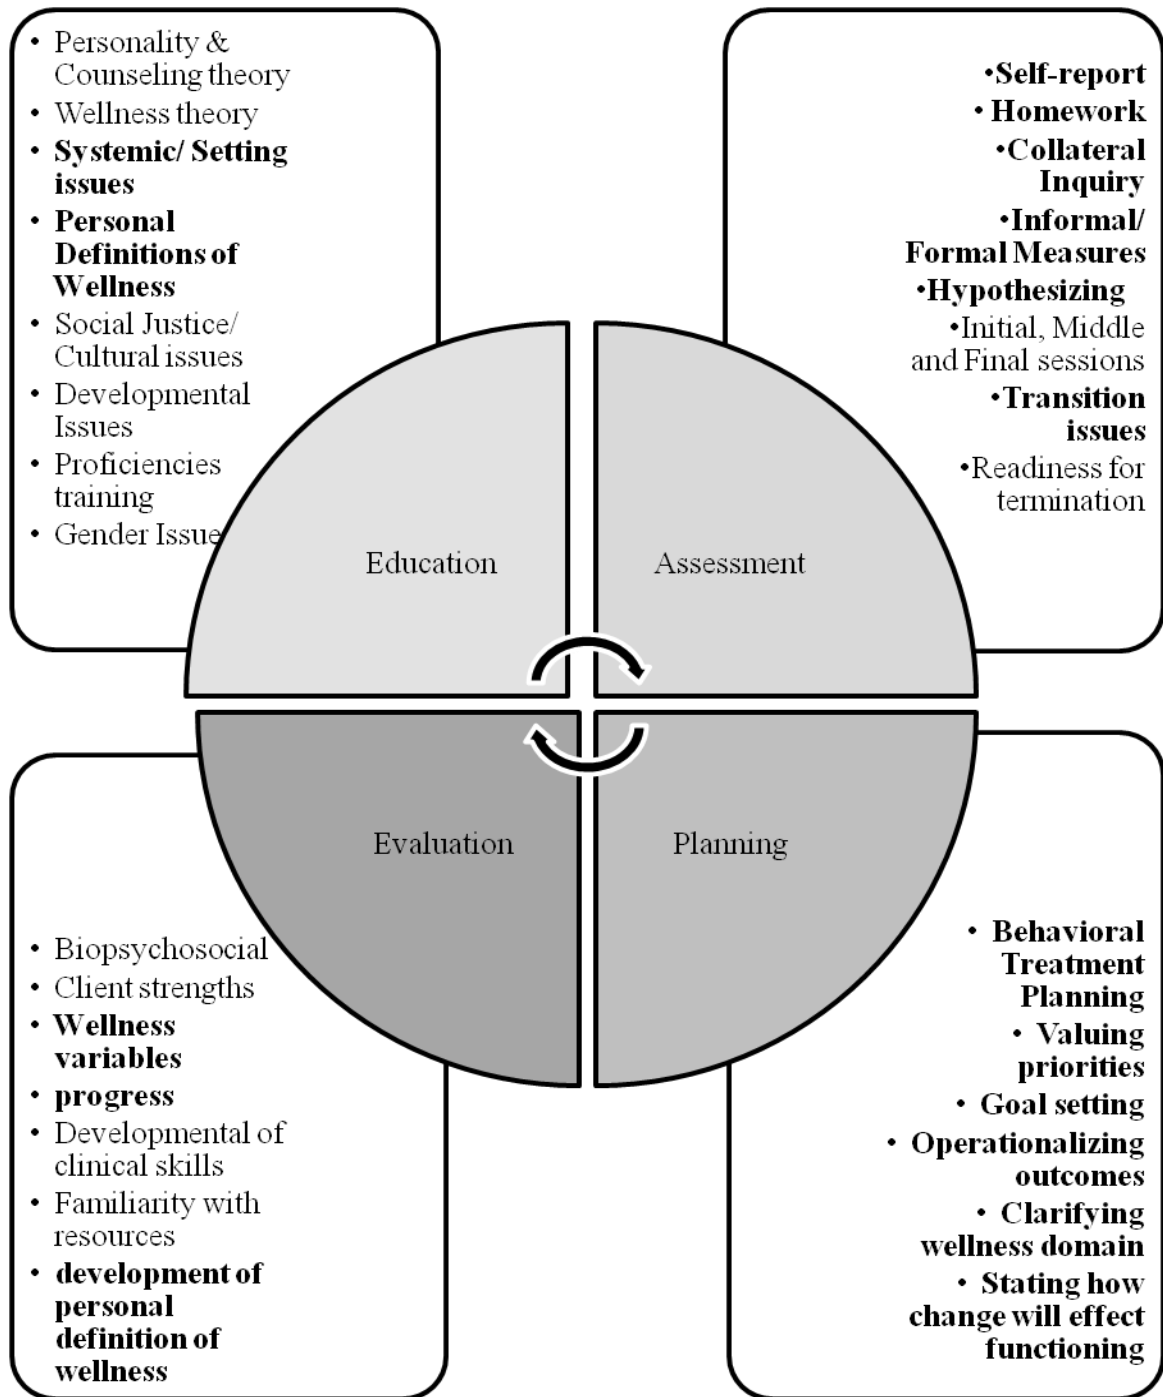 • Personality &
Counseling theory
• Wellness theory
• Systemic/ Setting
issues
• Personal
Definitions of
Wellness
• Social Justice/
Cultural issues
• Developmental
Issues
• Proficiencies
training
• Gender Issue
•Self-report
• Homework
•Collateral
Inquiry
•Informal/
Formal Measures
•Hypothesizing
•Initial, Middle
and Final sessions
•Transition
issues
•Readiness for
termination
Education
Assessment
Evaluation
Planning
• Biopsychosocial
• Client strengths
• Wellness
variables
• progress
• Developmental of
clinical skills
• Familiarity with
resources
• development of
personal
definition of
wellness
• Behavioral
Treatment
Planning
• Valuing
priorities
• Goal setting
• Operationalizing
outcomes
• Clarifying
wellness domain
• Stating how
change will effect
functioning